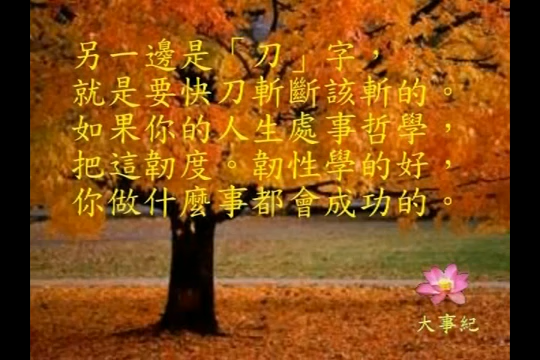 另一邊是「刀」字，
就是要快刀斬斷該斬的。
如果你的人生處事哲學，
把這韌度。韌性學的好，
你做什麼事都會成功的。
大事紀